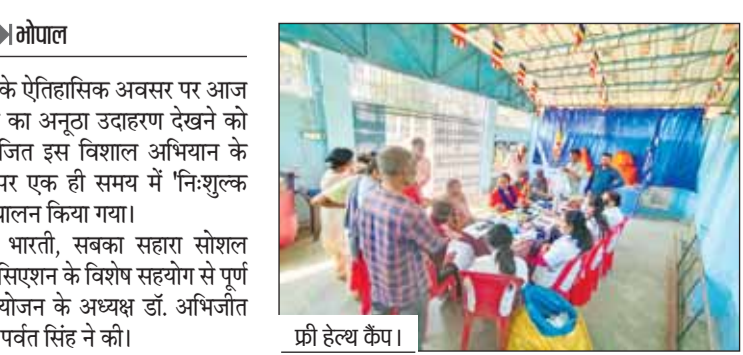 भोपाल
के ऐतिहासिक अवसर पर आज
का अनूठा उदाहरण देखने को
जित इस विशाल अभियान के
पर एक ही समय में 'निःशुल्क
चालन किया गया।
भारती, सबका सहारा सोशल
सिएशन के विशेष सहयोग से पूर्ण
योजन के अध्यक्ष डॉ. अभिजीत
पर्वत सिंह ने की।
फ्री हेल्थ कैंप।